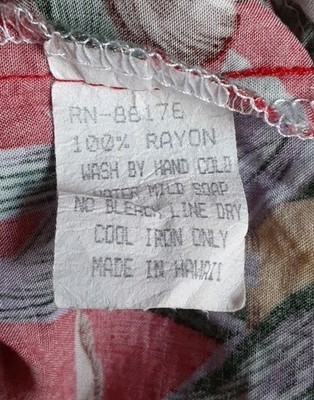 RN-88176
100% RAYON
WASH BY HAND COLD
WATER MILD SOAP
NO BLEACH LINE DRY
COOL IRON ONLY
MADE IN HAWAII